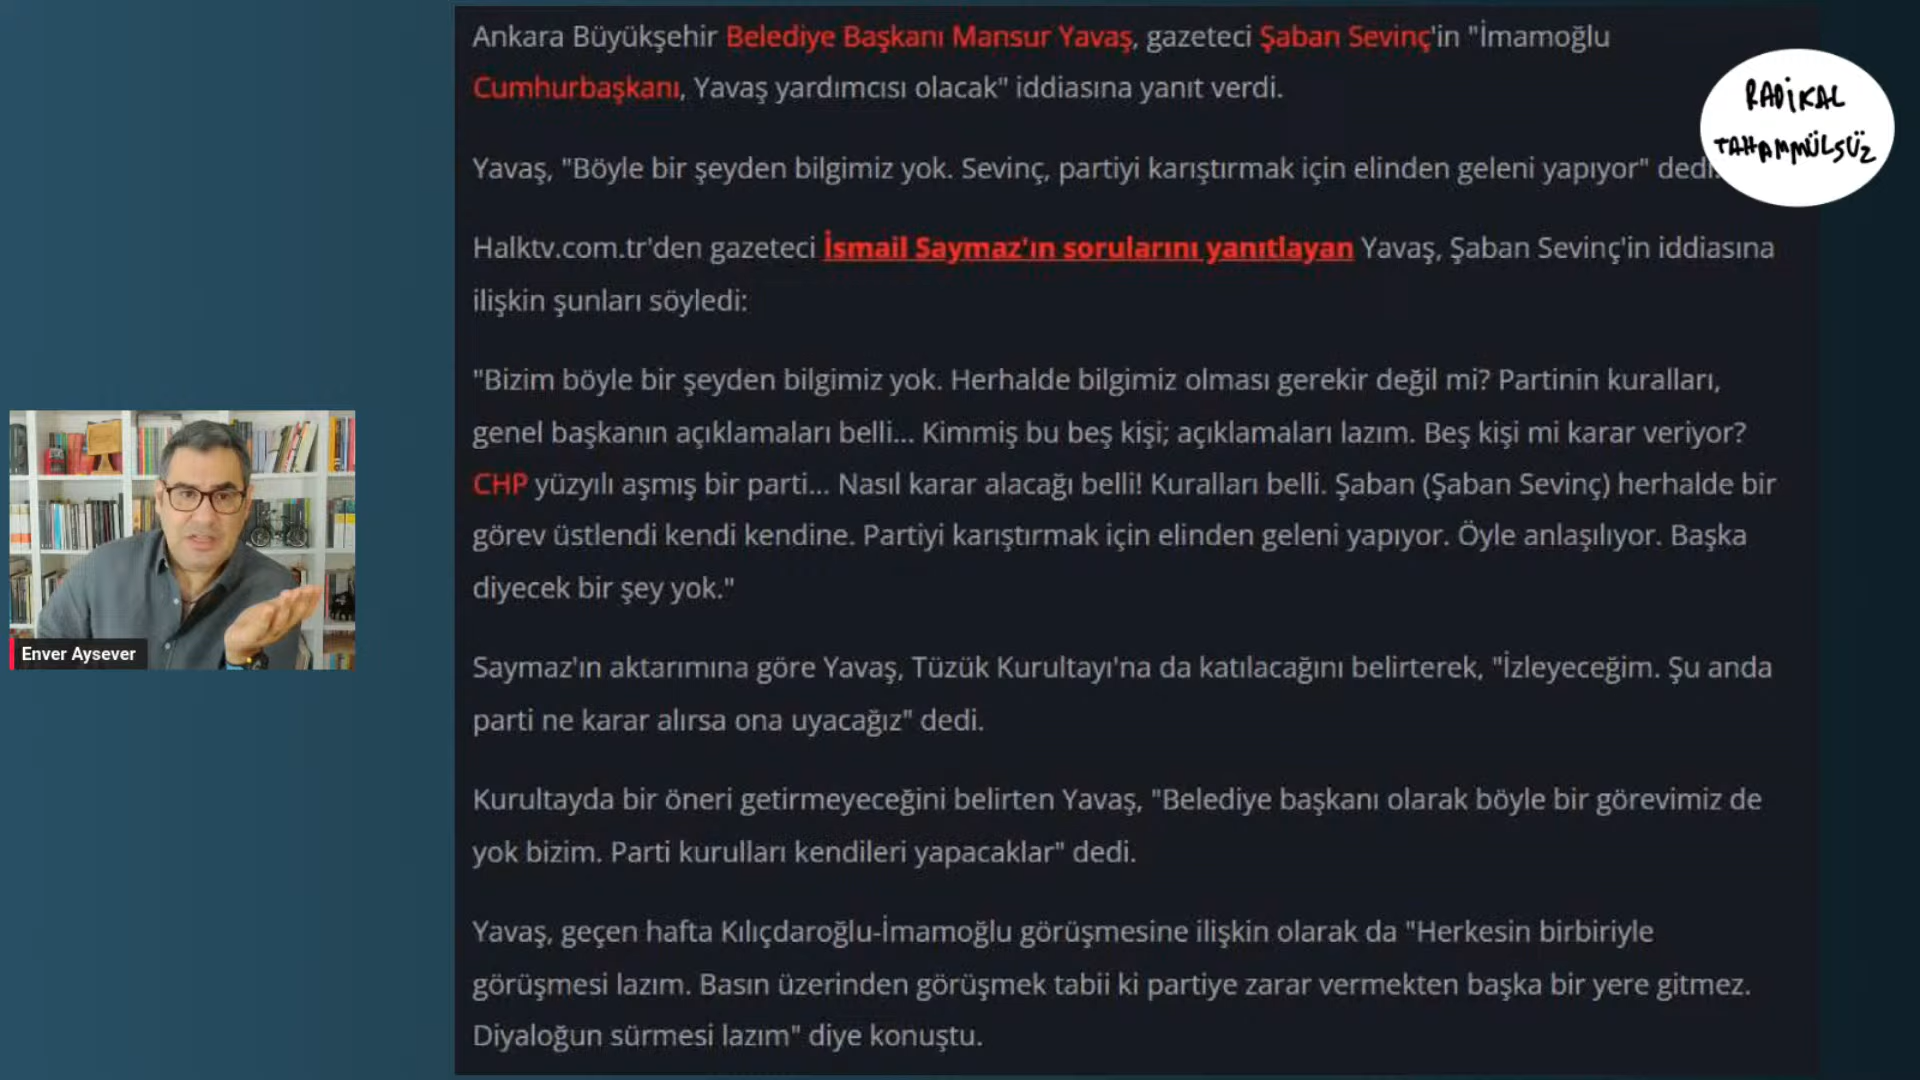 Ankara Büyükşehir Belediye Başkanı Mansur Yavaş, gazeteci Şaban Sevinç'in "İmamoğlu
Cumhurbaşkanı, Yavaş yardımcısı olacak" iddiasına yanıt verdi.
Yavaş, "Böyle bir şeyden bilgimiz yok. Sevinç, partiyi karıştırmak için elinden geleni yapıyor" dedi.
Halktv.com.tr'den gazeteci İsmail Saymaz'ın sorularını yanıtlayan Yavaş, Şaban Sevinç'in iddiasına
ilişkin şunları söyledi:
"Bizim böyle bir şeyden bilgimiz yok. Herhalde bilgimiz olması gerekir değil mi? Partinin kuralları,
genel başkanın açıklamaları belli... Kimmiş bu beş kişi; açıklamaları lazım. Beş kişi mi karar veriyor?
CHP yüzyılı aşmış bir parti... Nasıl karar alacağı belli! Kuralları belli. Şaban (Şaban Sevinç) herhalde bir
görev üstlendi kendi kendine. Partiyi karıştırmak için elinden geleni yapıyor. Öyle anlaşılıyor. Başka
diyecek bir şey yok."
Saymaz'ın aktarımına göre Yavaş, Tüzük Kurultayı'na da katılacağını belirterek, "İzleyeceğim. Şu anda
parti ne karar alırsa ona uyacağız" dedi.
Kurultayda bir öneri getirmeyeceğini belirten Yavaş, "Belediye başkanı olarak böyle bir görevimiz de
yok bizim. Parti kurulları kendileri yapacaklar" dedi.
Yavaş, geçen hafta Kılıçdaroğlu-İmamoğlu görüşmesine ilişkin olarak da "Herkesin birbiriyle
görüşmesi lazım. Basın üzerinden görüşmek tabii ki partiye zarar vermekten başka bir yere gitmez.
Diyaloğun sürmesi lazım" diye konuştu.
RADİKAL
TAHAMMÜLSÜZ
Enver Aysever